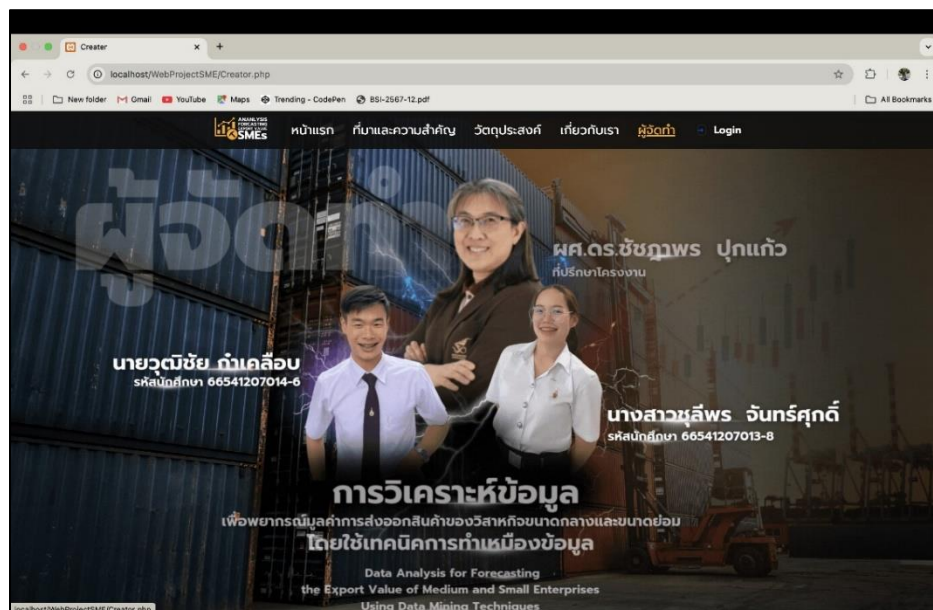 Creater
localhost/WebProjectSME/Creator.php
New folder Gmail YouTube Maps Trending - CodePen BSI-2567-12.pdf All Bookmarks
SMEs หน้าแรก ที่มาและความสำคัญ วัตถุประสงค์ เกี่ยวกับเรา ผู้จัดทำ Login
ผู้จัดทำ
ผศ.ดร.ชัชฎาพร ปุกแก้ว
ที่ปรึกษาโครงงาน
นายวุฒิชัย กำเคลือบ
รหัสนักศึกษา 66541207014-6
นางสาวชุลีพร จันทร์ศุกดิ์
รหัสนักศึกษา 66541207013-8
การวิเคราะห์ข้อมูล
เพื่อพยากรณ์มูลค่าการส่งออกสินค้าของวิสาหกิจขนาดกลางและขนาดย่อม
โดยใช้เทคนิคการทำเหมืองข้อมูล
Data Analysis for Forecasting
the Export Value of Medium and Small Enterprises
Using Data Mining Techniques
localhost/WebProjectSME/Creator.php